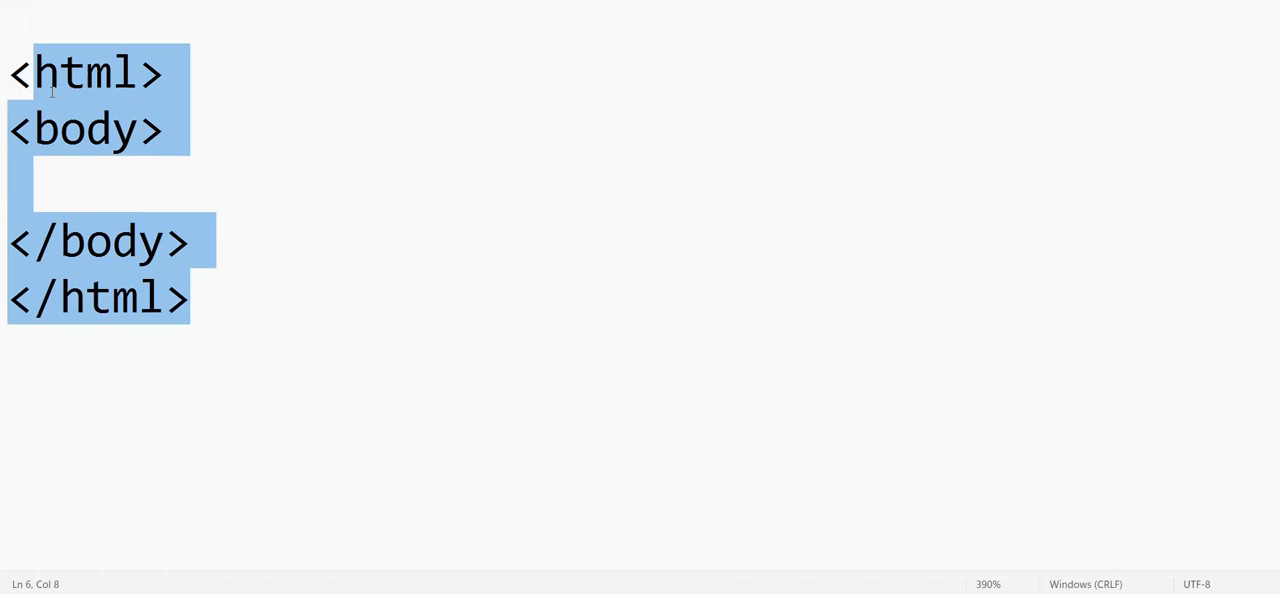 <html>
<body>
</body>
</html>
Ln 6, Col 8 390% Windows (CRLF) UTF-8